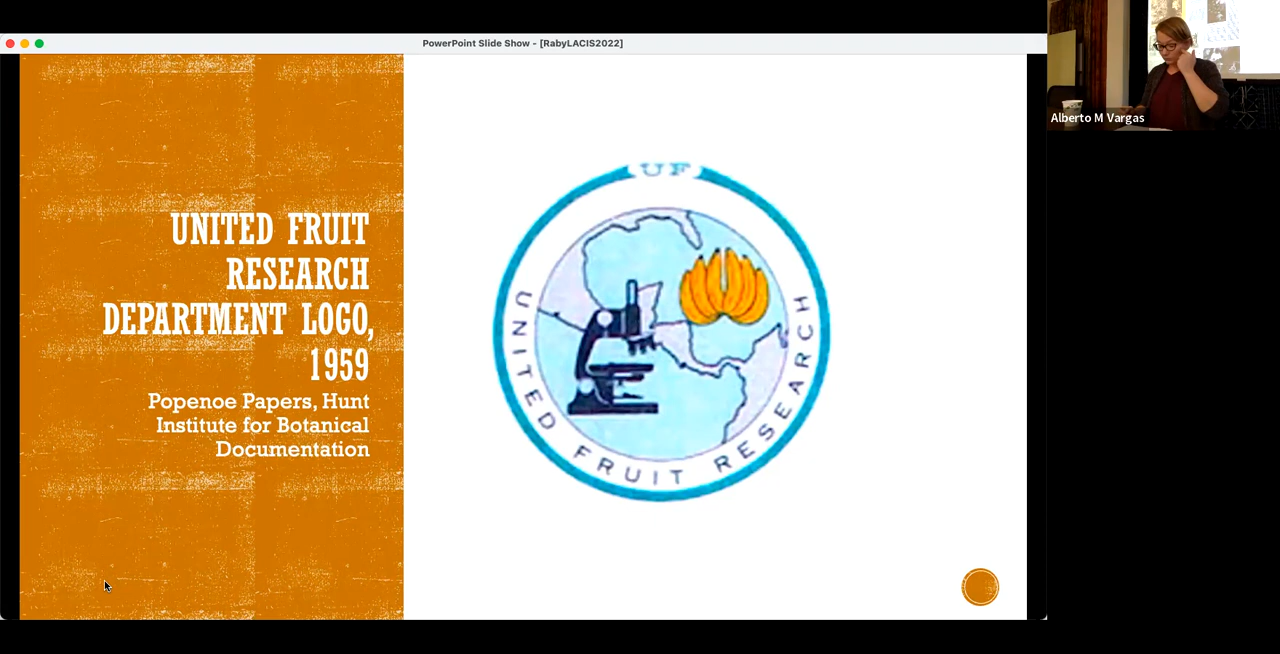 PowerPoint Slide Show - [RabyLACIS2022]
UNITED FRUIT
RESEARCH
DEPARTMENT LOGO,
1959
Popenoe Papers, Hunt
Institute for Botanical
Documentation
UF
UNITED FRUIT RESEARCH
Alberto M Vargas